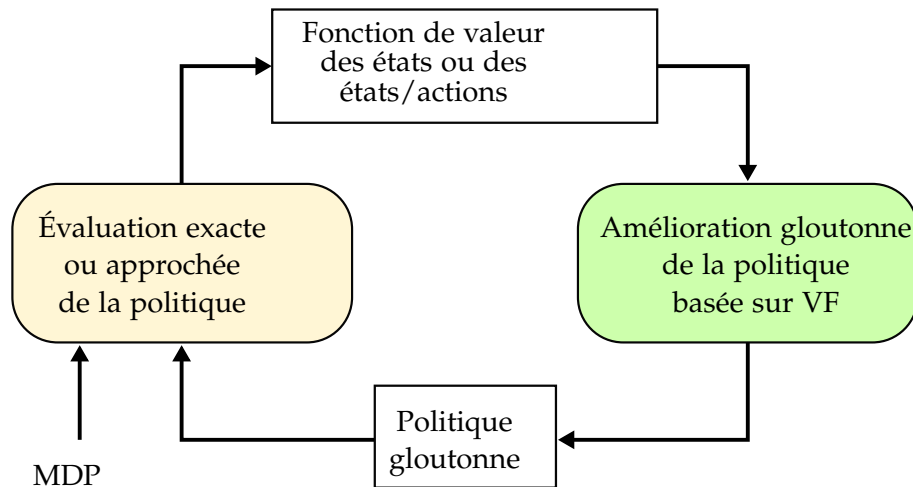 Fonction de valeur
des états ou des
états/actions
Évaluation exacte
ou approchée
de la politique
Amélioration gloutonne
de la politique
basée sur VF
Politique
gloutonne
MDP